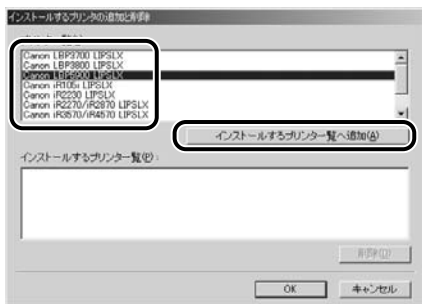 インストールするプリンタの追加と削除
Canon LBP3700 LIPSLX
Canon LBP3800 LIPSLX
Canon LBP5900 LIPSLX
Canon iR105i LIPSLX
Canon iR2230 LIPSLX
Canon iR2270/iR2870 LIPSLX
Canon iR3570/iR4570 LIPSLX
インストールするプリンター覧へ追加(A)
インストールするプリンター覧(P):
削除(D)
OK
キャンセル